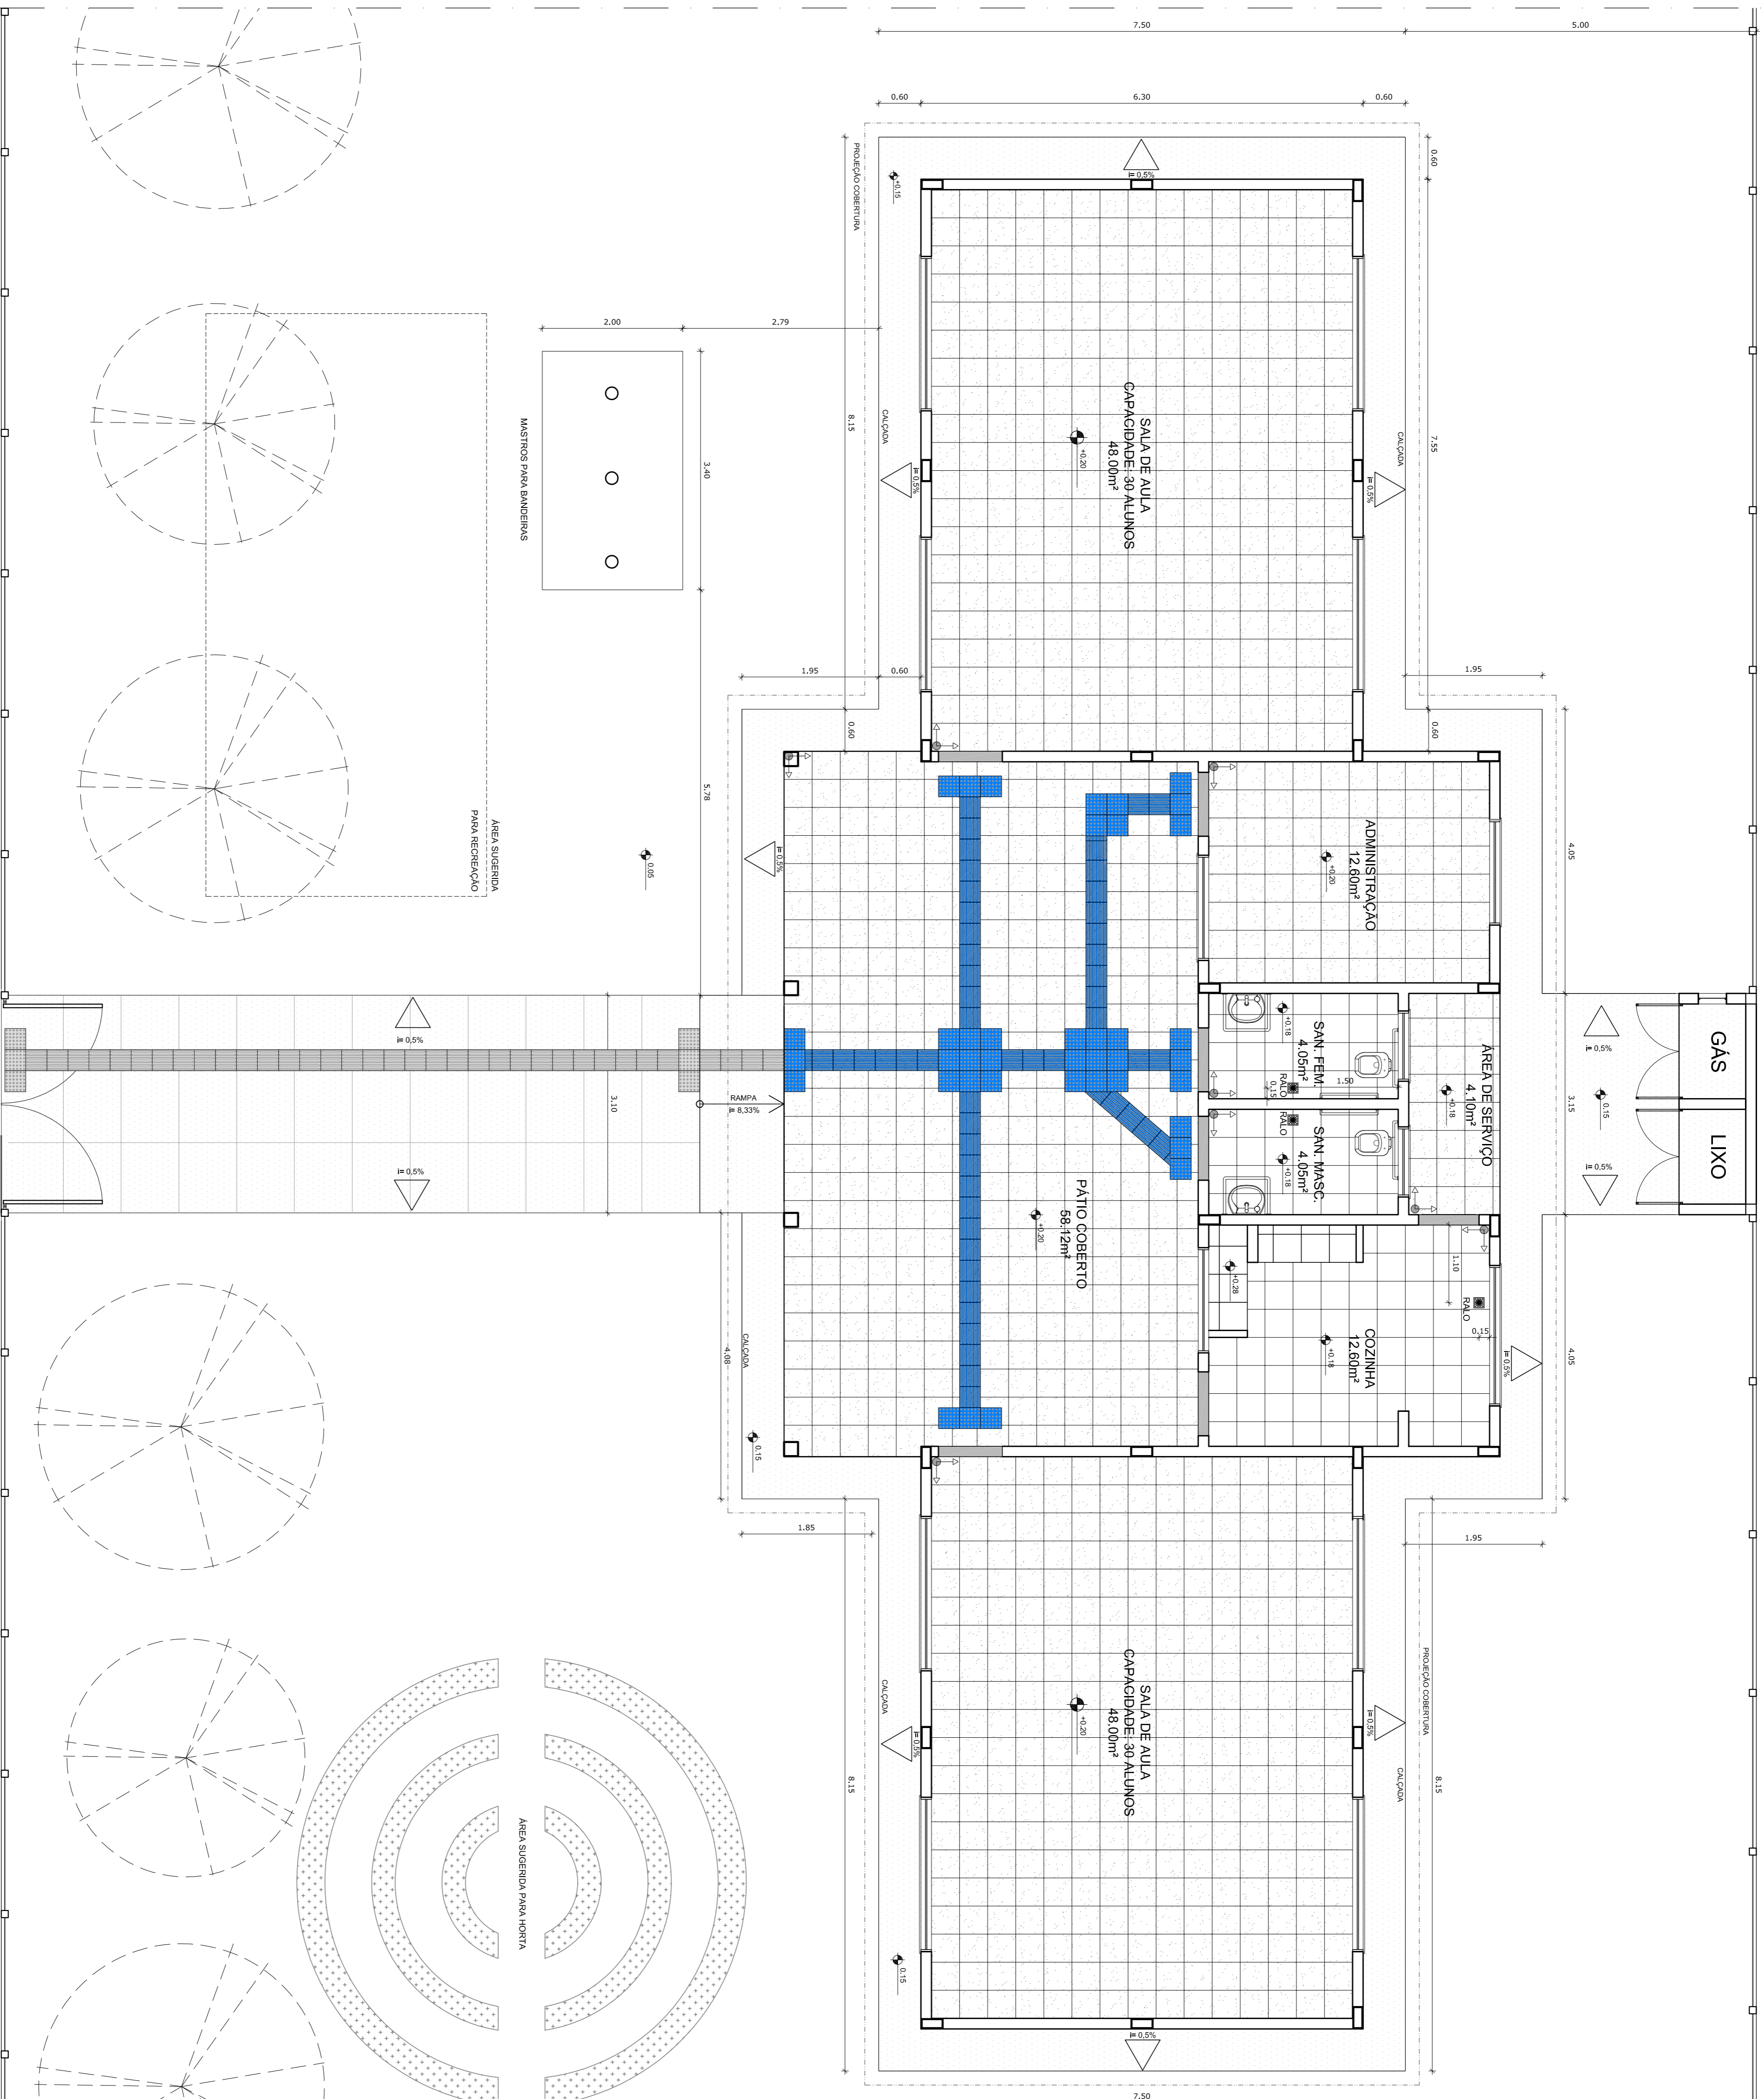 7.50
5.00
0.60
6.30
0.60
PROJEÇÃO COBERTURA
+0.15
i= 0,5%
0.60
2.00
2.79
8.15
CALÇADA
i= 0,5%
SALA DE AULA
CAPACIDADE: 30 ALUNOS
48.00m²
+0.20
CALÇADA
i= 0,5%
7.55
MASTROS PARA BANDEIRAS
3.40
1.95
0.60
1.95
0.60
0.60
5.78
ÁREA SUGERIDA
PARA RECREAÇÃO
0.05
i= 0,5%
ADMINISTRAÇÃO
12.60m²
+0.20
4.05
i= 0,5%
3.10
RAMPA
i= 8,33%
i= 0,5%
SAN. FEM.
4.05m²
+0.18
RALO
0.15
1.50
RALO
SAN. MASC.
4.05m²
+0.18
ÁREA DE SERVIÇO
4.10m²
+0.18
i= 0,5%
0.15
i= 0,5%
3.15
GÁS
LIXO
PÁTIO COBERTO
58.12m²
+0.20
+0.28
1.10
RALO
0.15
COZINHA
12.60m²
+0.18
i= 0,5%
4.05
CALÇADA
4.08
0.15
1.85
1.95
ÁREA SUGERIDA PARA HORTA
CALÇADA
i= 0,5%
8.15
SALA DE AULA
CAPACIDADE: 30 ALUNOS
48.00m²
+0.20
PROJEÇÃO COBERTURA
i= 0,5%
CALÇADA
8.15
0.15
i= 0,5%
7.50